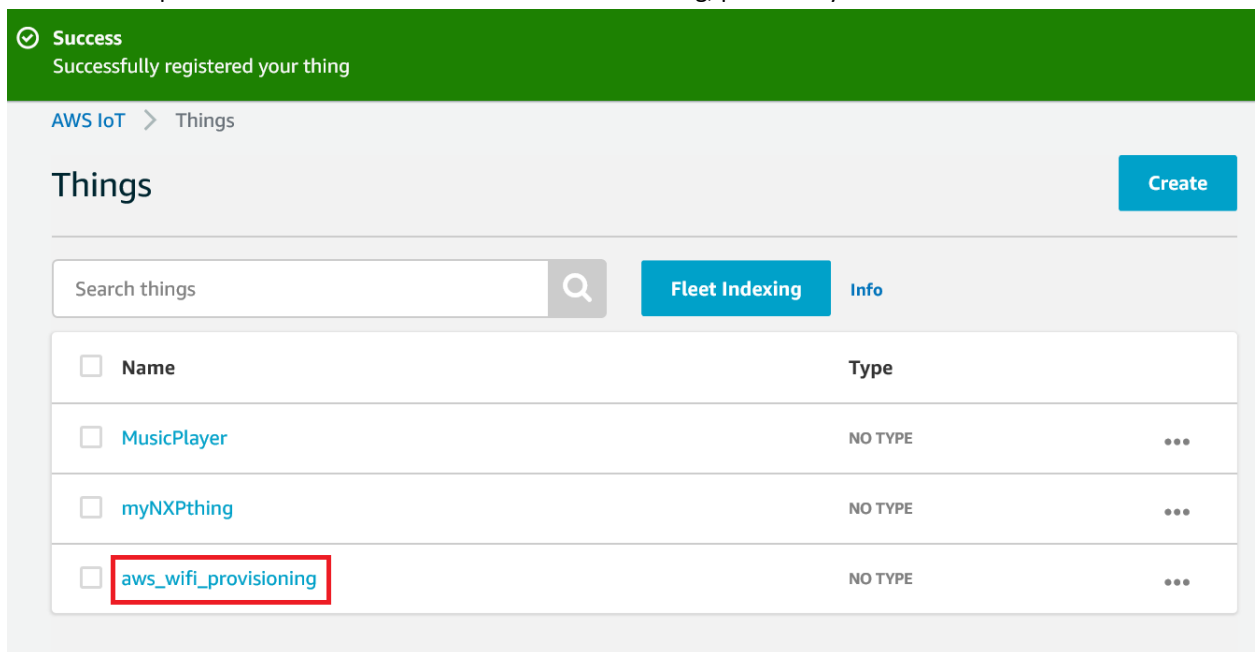 Success
Successfully registered your thing
AWS IoT > Things
Things
Create
Search things
Fleet Indexing
Info
Name Type
MusicPlayer NO TYPE
myNXPthing NO TYPE
aws_wifi_provisioning NO TYPE